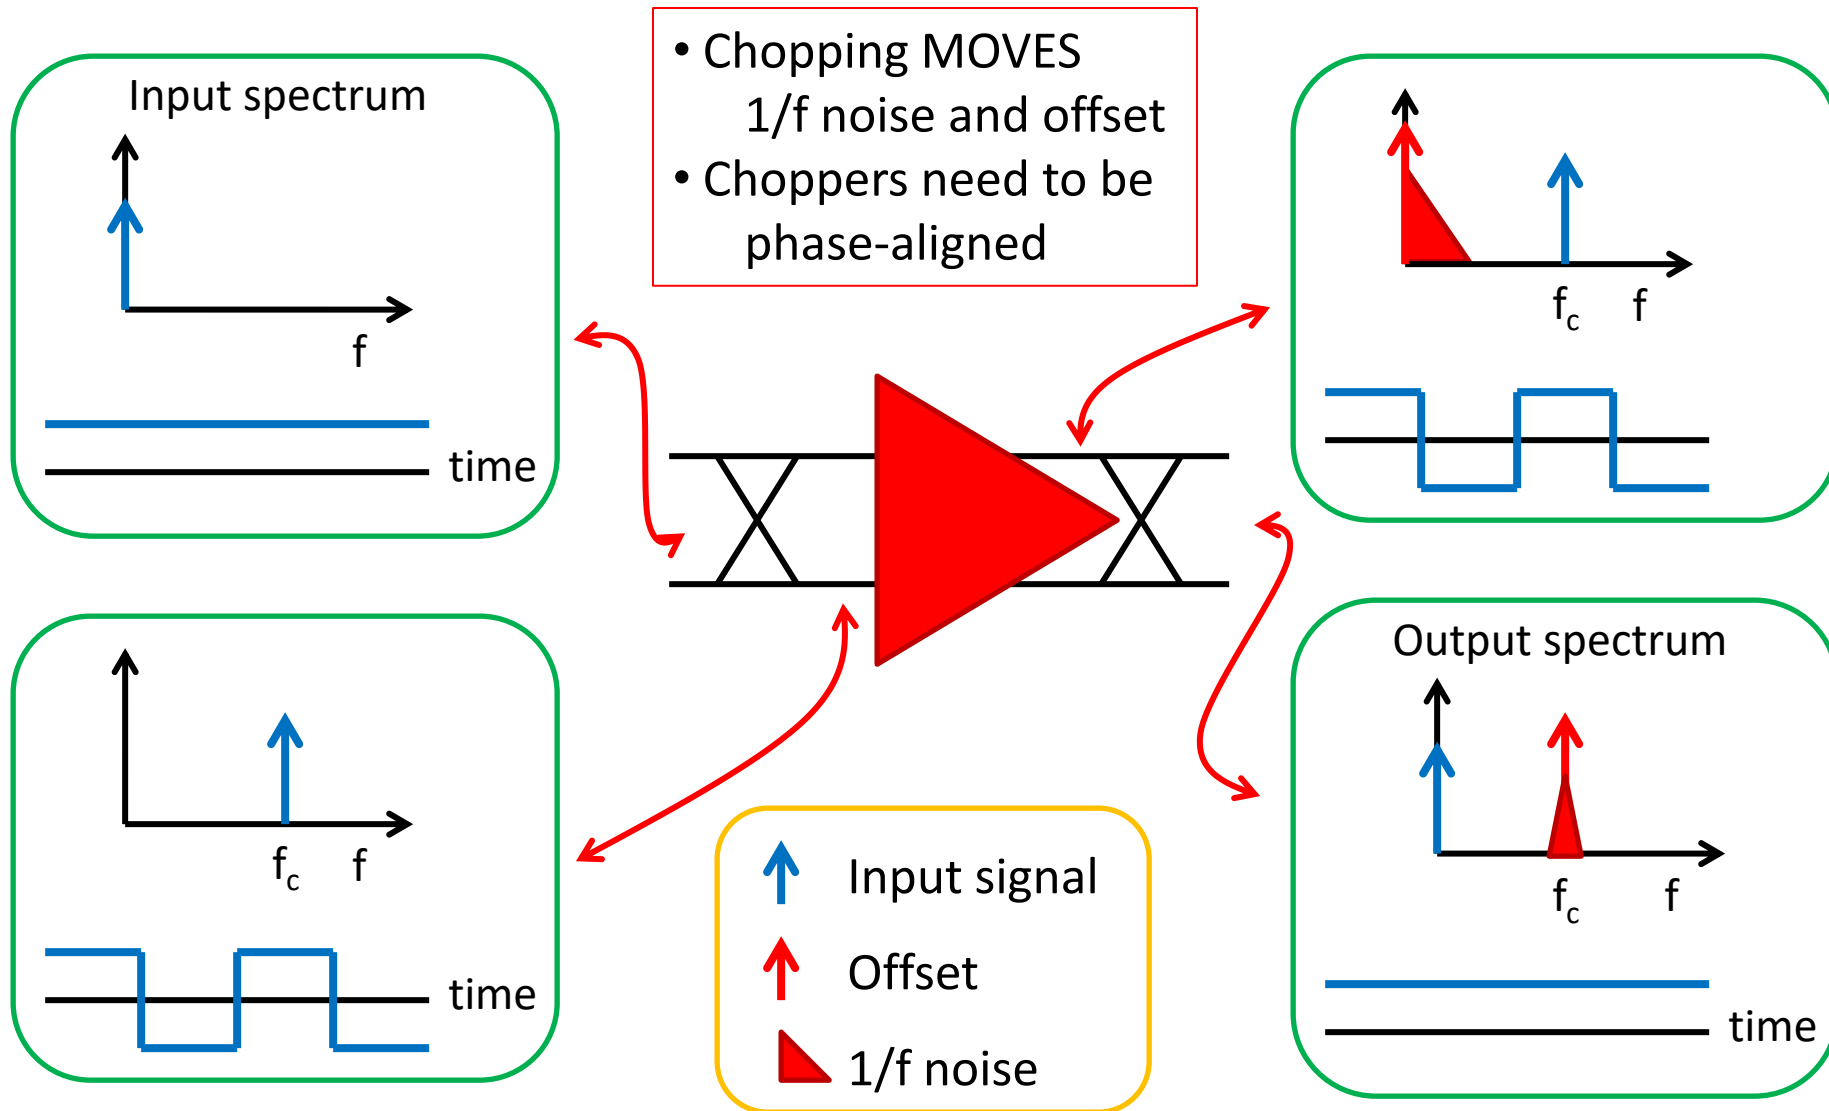 Input spectrum
f
time
• Chopping MOVES
1/f noise and offset
• Choppers need to be
phase-aligned
fc f
fc f
time
Input signal
Offset
1/f noise
Output spectrum
fc f
time